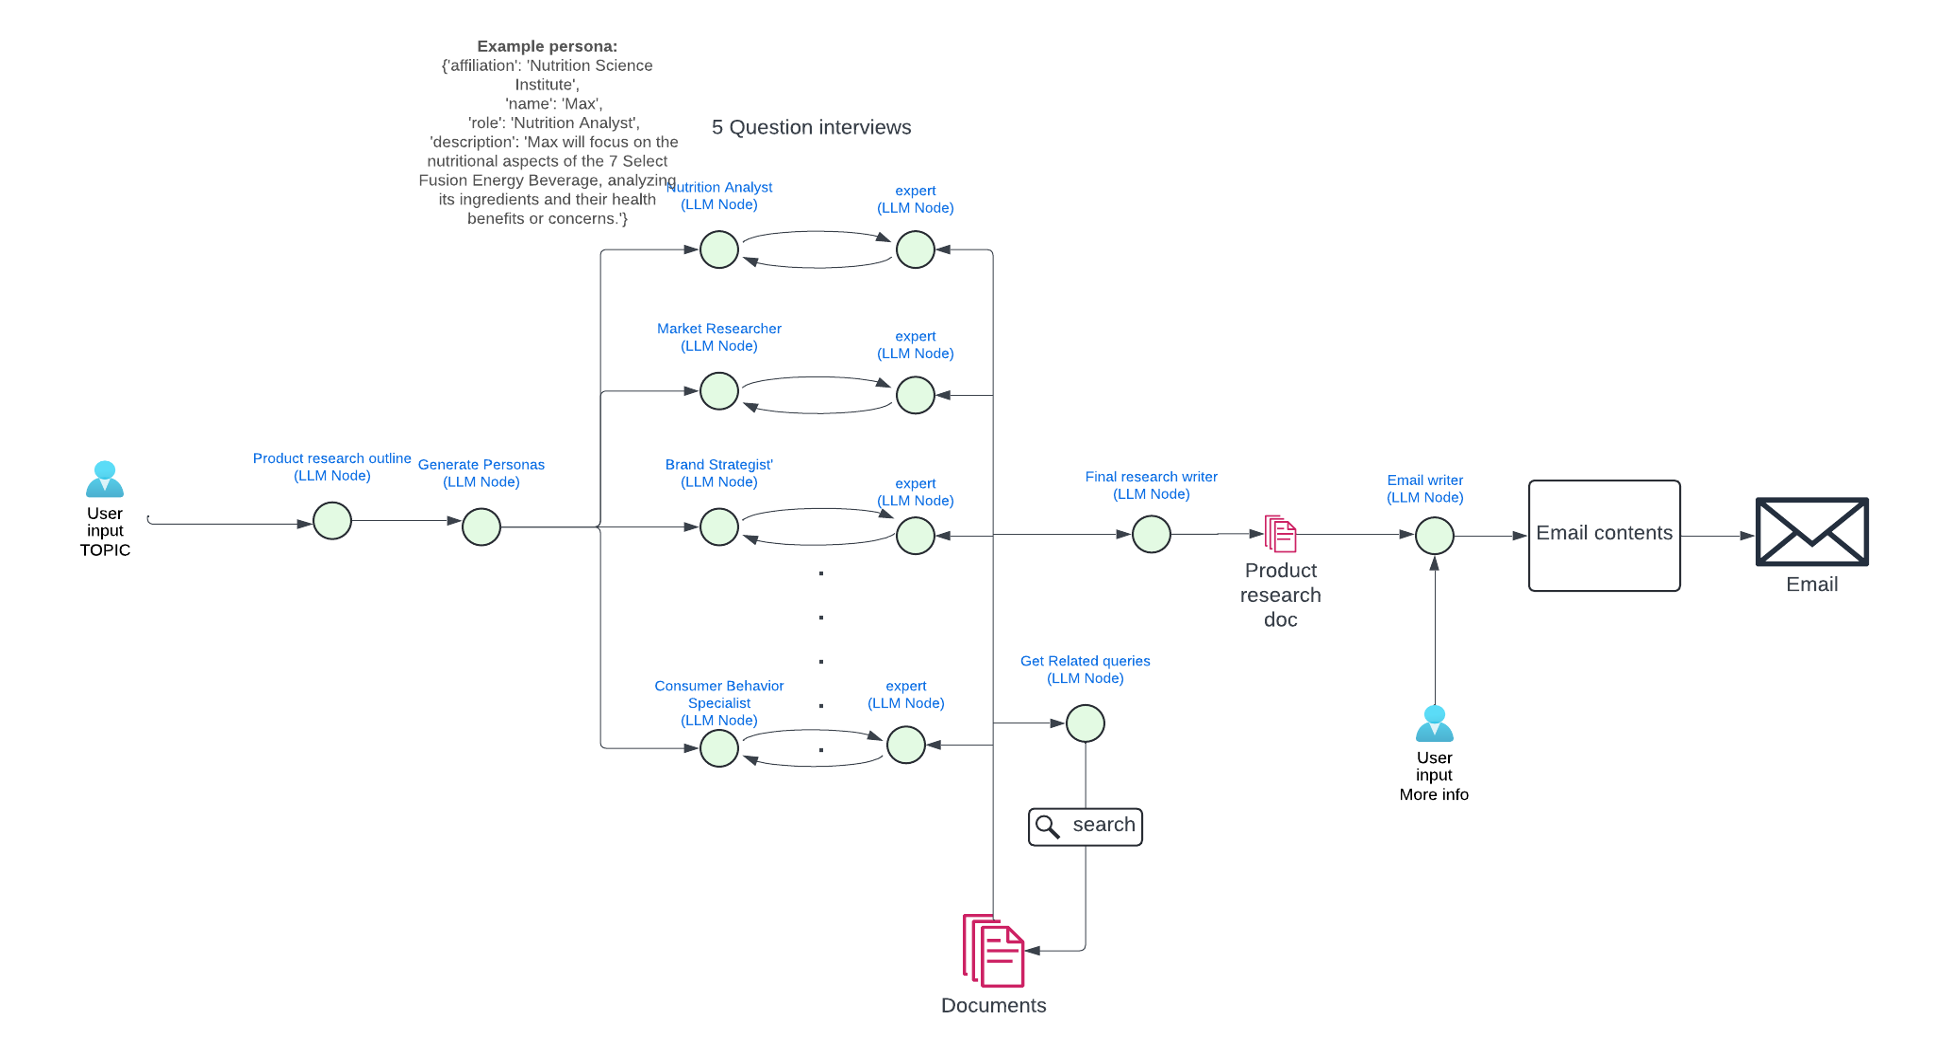 Example persona:
{'affiliation': 'Nutrition Science
Institute',
'name': 'Max',
'role': 'Nutrition Analyst',
'description': 'Max will focus on the
nutritional aspects of the 7 Select
Fusion Energy Beverage, analyzing
its ingredients and their health
benefits or concerns.'}
5 Question interviews
Nutrition Analyst
(LLM Node)
expert
(LLM Node)
Market Researcher
(LLM Node)
expert
(LLM Node)
User
input
TOPIC
Product research outline
(LLM Node)
Generate Personas
(LLM Node)
Brand Strategist'
(LLM Node)
expert
(LLM Node)
Final research writer
(LLM Node)
Product
research
doc
Email writer
(LLM Node)
Email contents
Email
Consumer Behavior
Specialist
(LLM Node)
expert
(LLM Node)
Get Related queries
(LLM Node)
User
input
More info
search
Documents